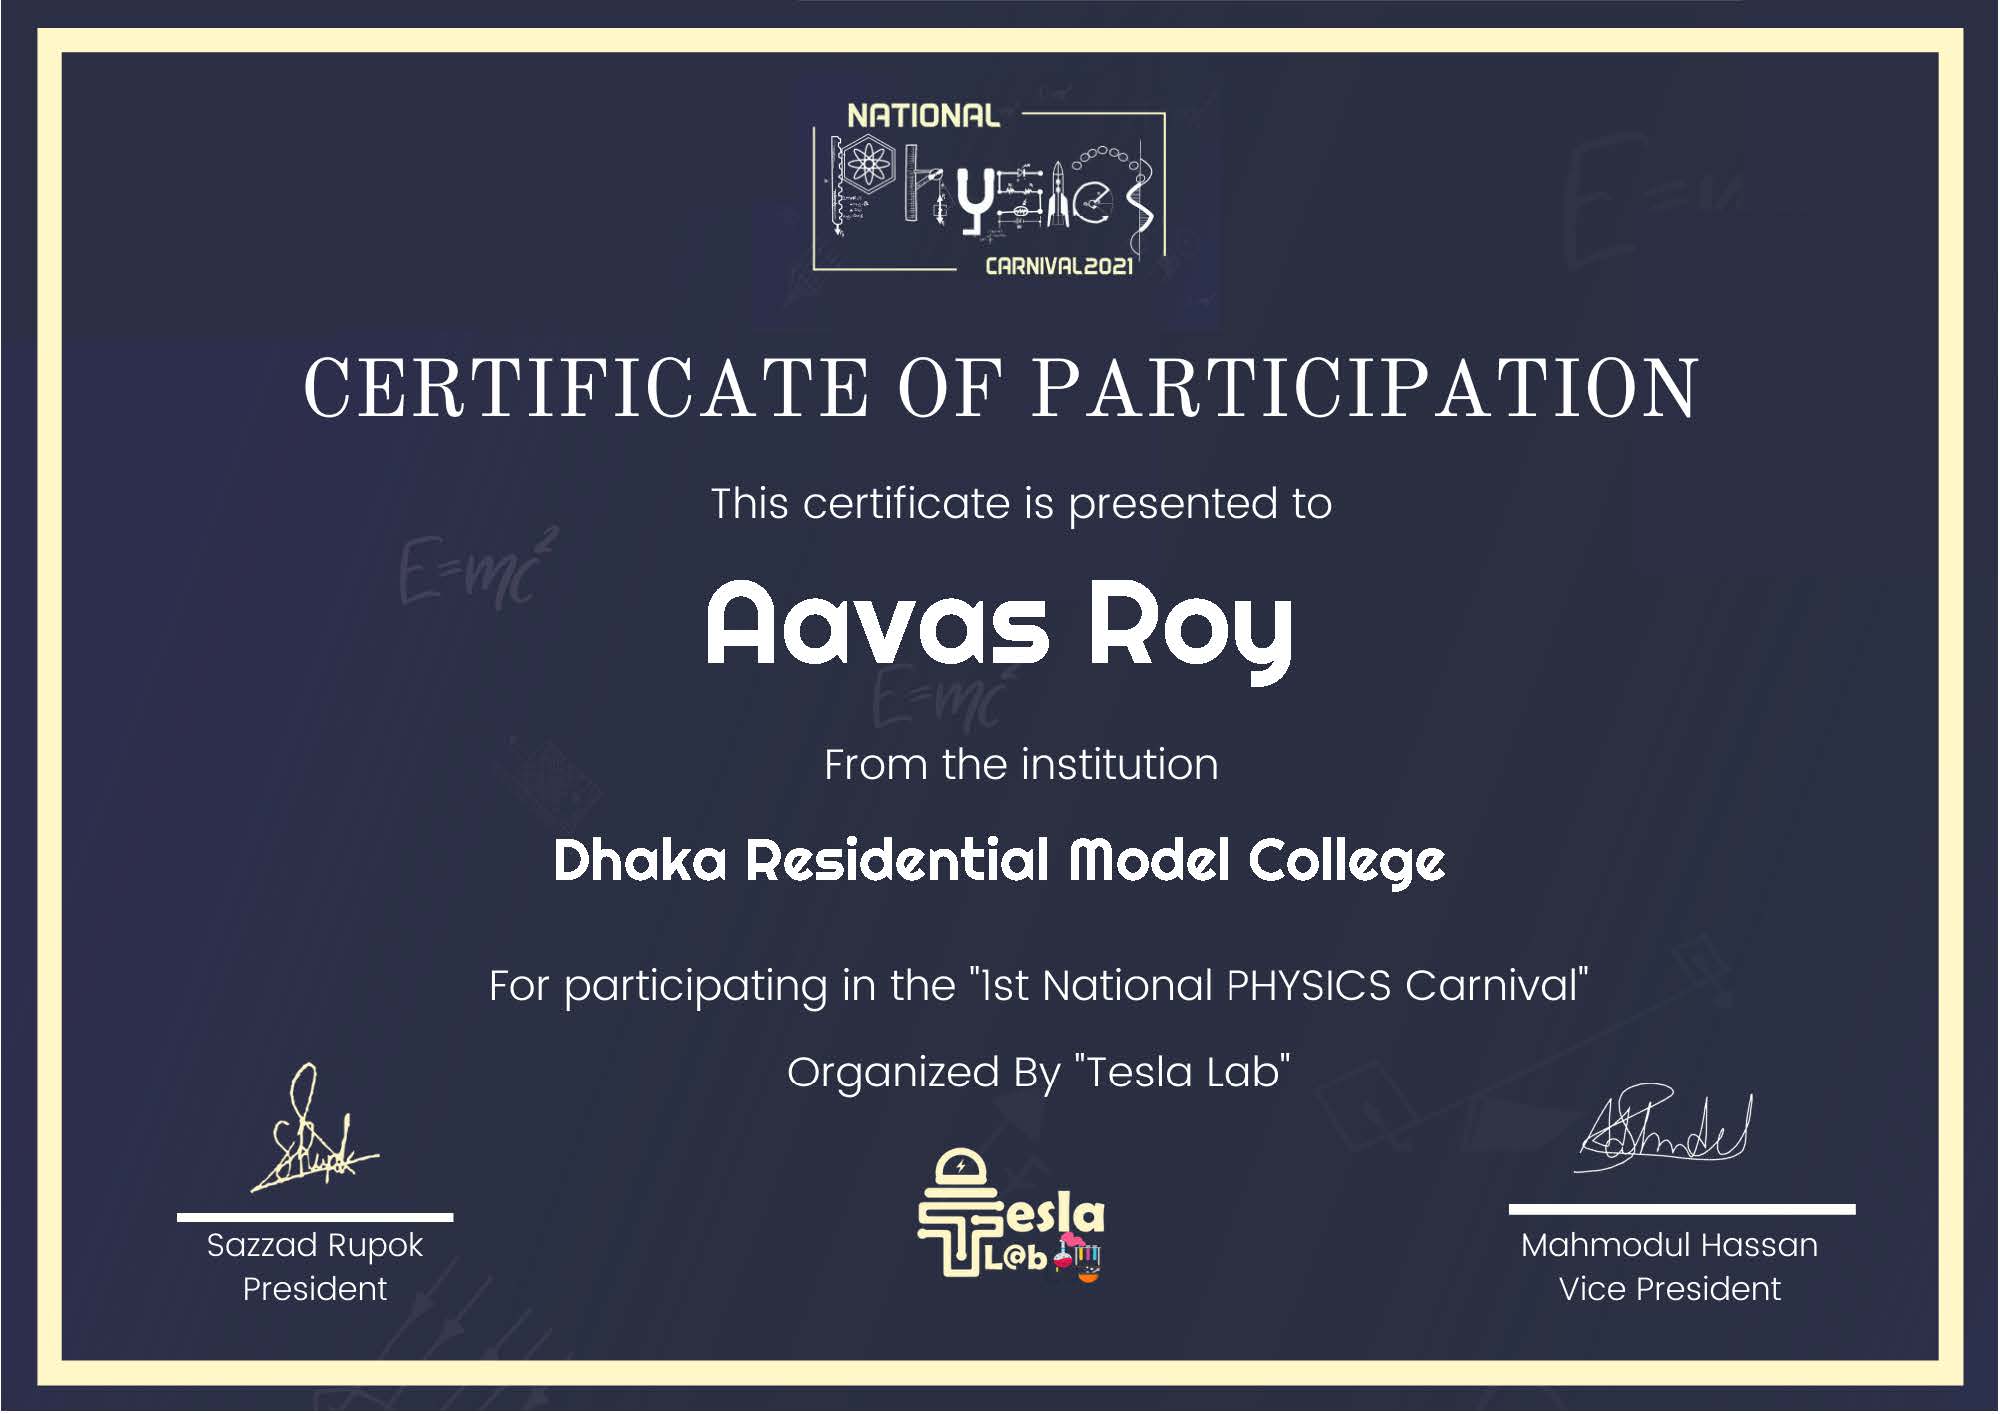 NATIONAL
PHYSICS
CARNIVAL2021
CERTIFICATE OF PARTICIPATION
This certificate is presented to
E=mc²
Aavas Roy
E=mc²
From the institution
Dhaka Residential Model College
For participating in the "1st National PHYSICS Carnival"
Organized By "Tesla Lab"
Tesla
L@b
Sazzad Rupok
President
Mahmodul Hassan
Vice President